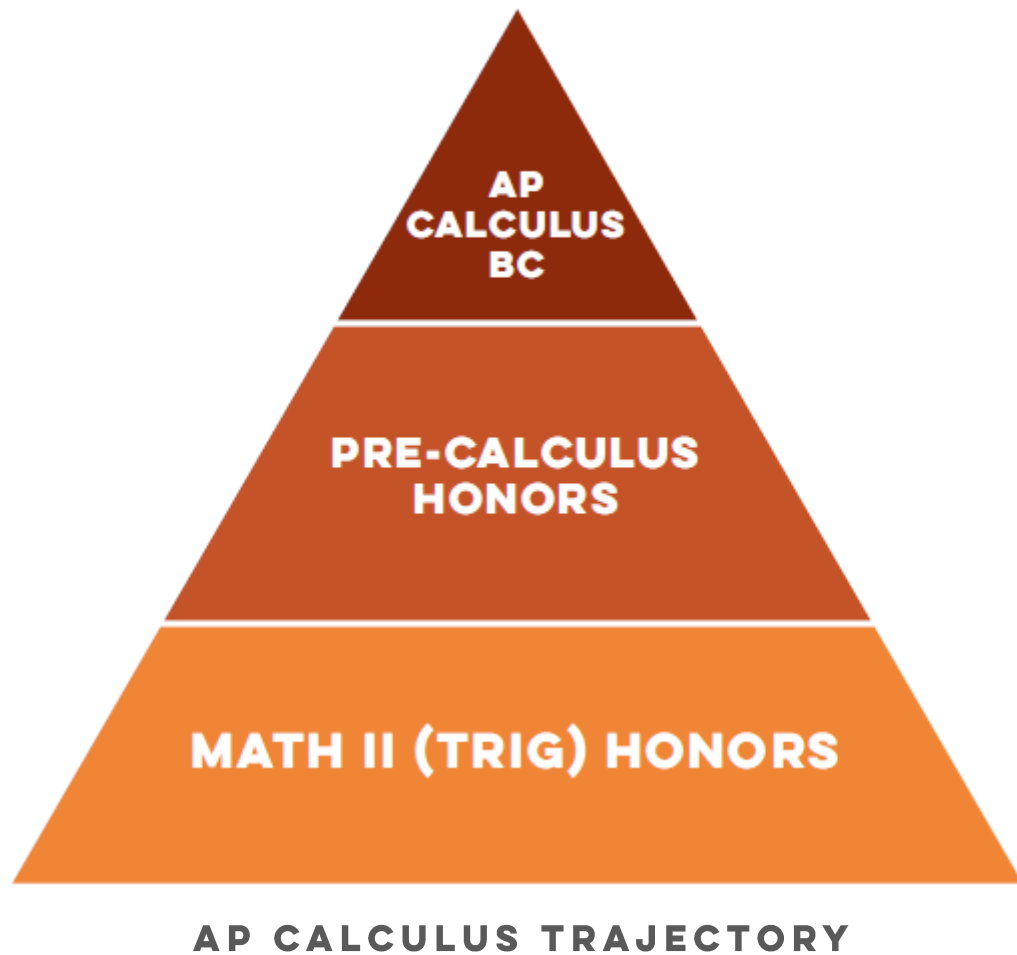 AP
CALCULUS
BC
PRE-CALCULUS
HONORS
MATH II (TRIG) HONORS
AP CALCULUS TRAJECTORY